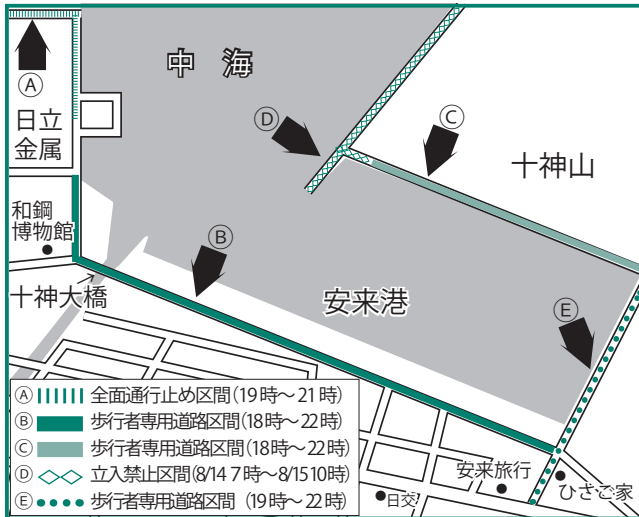 中海
Ⓐ
日立
金属
Ⓓ
Ⓒ
十神山
和鋼
博物館
Ⓑ
十神大橋
安来港
Ⓔ
Ⓐ 全面通行止め区間(19時〜21時)
Ⓑ 歩行者専用道路区間(18時〜22時)
Ⓒ 歩行者専用道路区間(18時〜22時)
Ⓓ 立入禁止区間(8/14 7時〜8/15 10時)
Ⓔ 歩行者専用道路区間 (19時〜22時)
日交
安来旅行
ひさご家